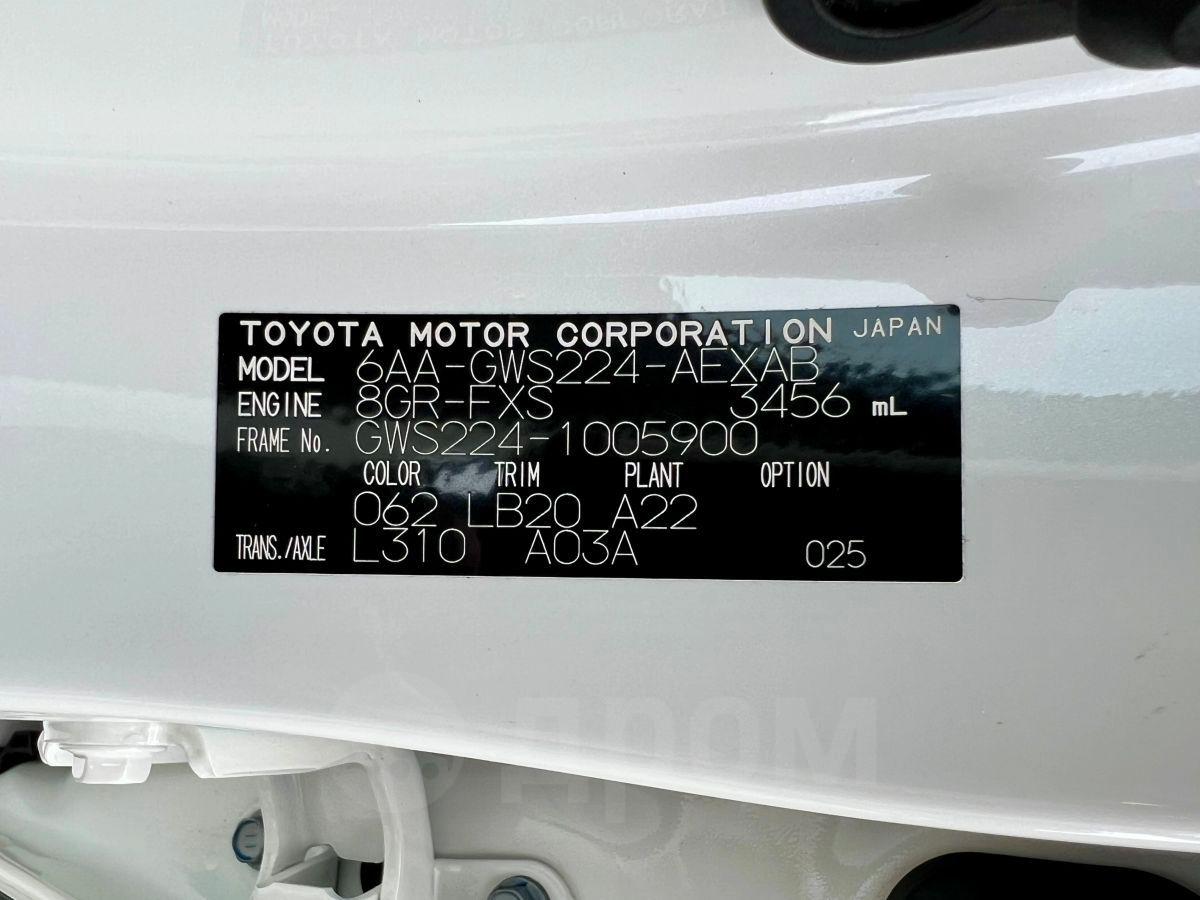 TOYOTA MOTOR CORPORATION JAPAN
MODEL 6AA-GWS224-AEXAB
ENGINE 8GR-FXS 3456 mL
FRAME No. GWS224-1005900
COLOR TRIM PLANT OPTION
062 LB20 A22
TRANS./AXLE L310 A03A 025
дром